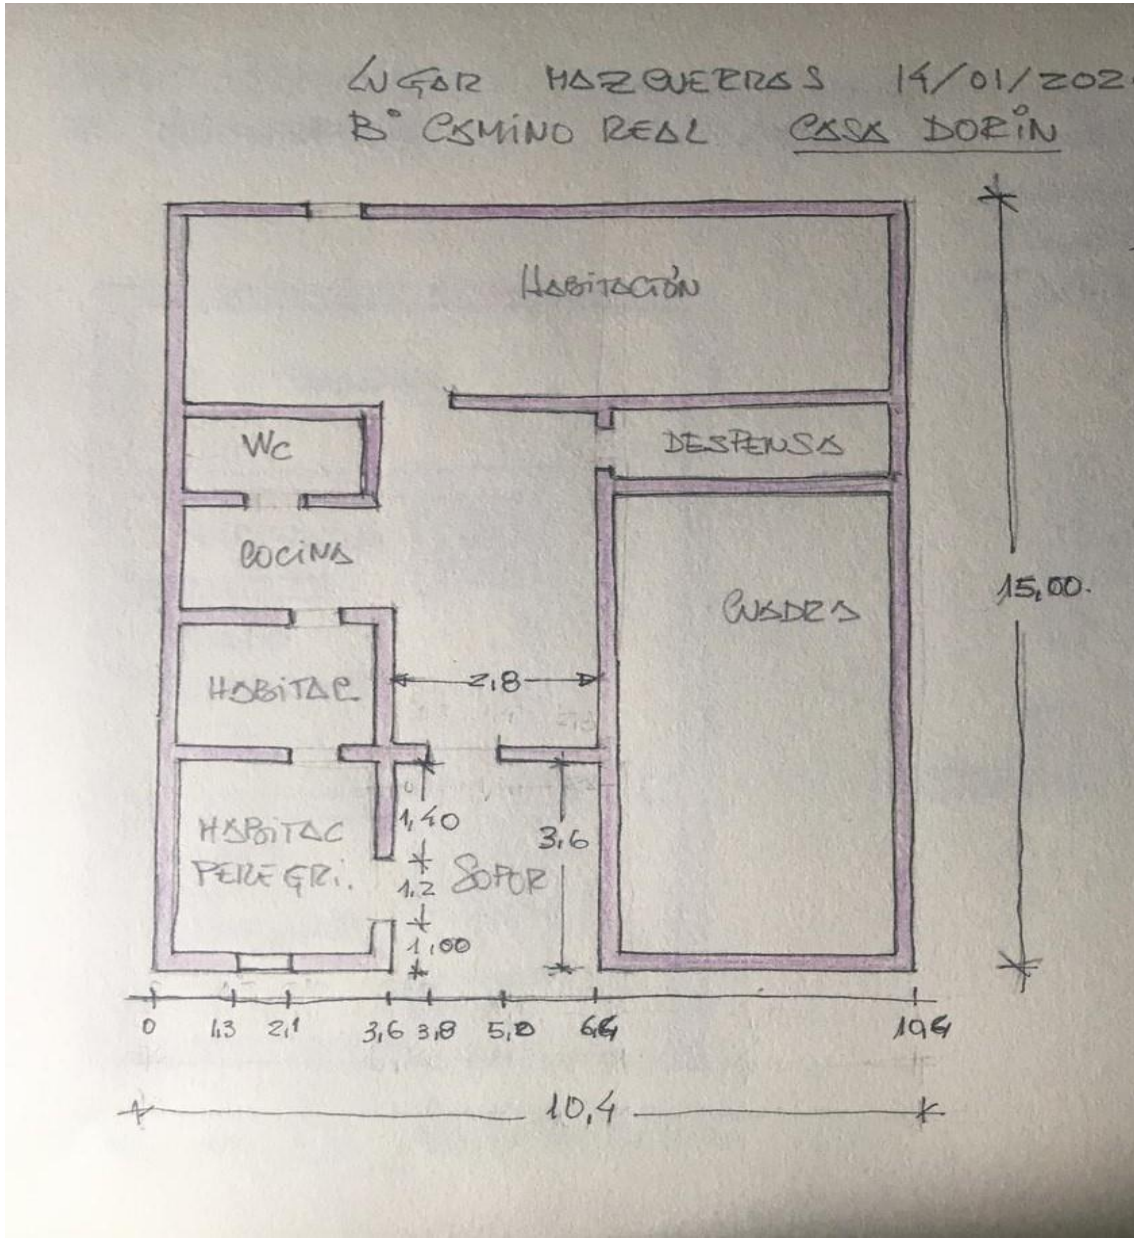 LUGAR MAZCUERRAS 14/01/202
Bº CAMINO REAL CASA DORIN
HABITACIÓN
WC
DESPENSA
COCINA
CUADRA
15,00.
HABITAC
2,8
HABITAC
PEREGRI.
1,40
3,6
1,2
SOPOR
1,00
0 1,3 2,1 3,6 3,8 5,0 6,4 10,4
10,4